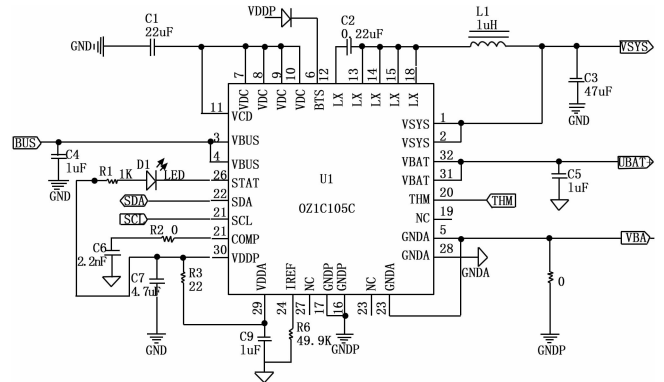 VDDP
C1
22uF
C2
0.22uF
L1
1uH
GND
VSYS
C3
47uF
GND
7 8 9 10 6 12 13 14 15 18
VDC VDC VDC VDC BTS LX LX LX LX LX
11 VCD
BUS
3 VBUS
4 VBUS
C4
1uF
GND
R1 1K D1
LED
26 STAT
SDA 22 SDA
SCL 21 SCL
R2 0
21 COMP
30 VDDP
C6
2.2nF
C7
4.7uF
GND
R3
22
U1
OZ1C105C
VSYS 1
VSYS 2
VBAT 32
VBAT 31
UBAT+
C5
1uF
THM 20 THM
NC 19
GNDA 5
VBA
GNDA 28
GNDA
0
GNDP
VDDA IREF NC GNDP GNDP NC GNDA
29 24 27 17 16 23 23
C9
1uF
R6
49.9K
GNDP